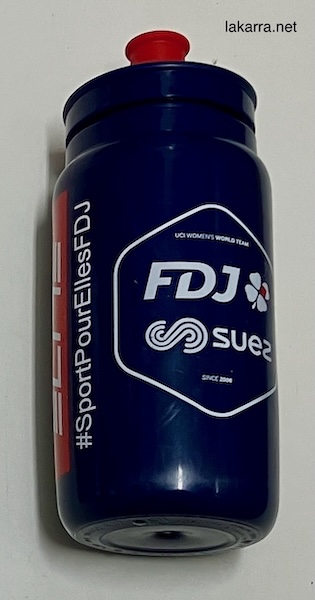 lakarra.net
UCI WOMEN'S WORLD TEAM
FDJ
suez
SINCE 2006
#SportPourEllesFDJ